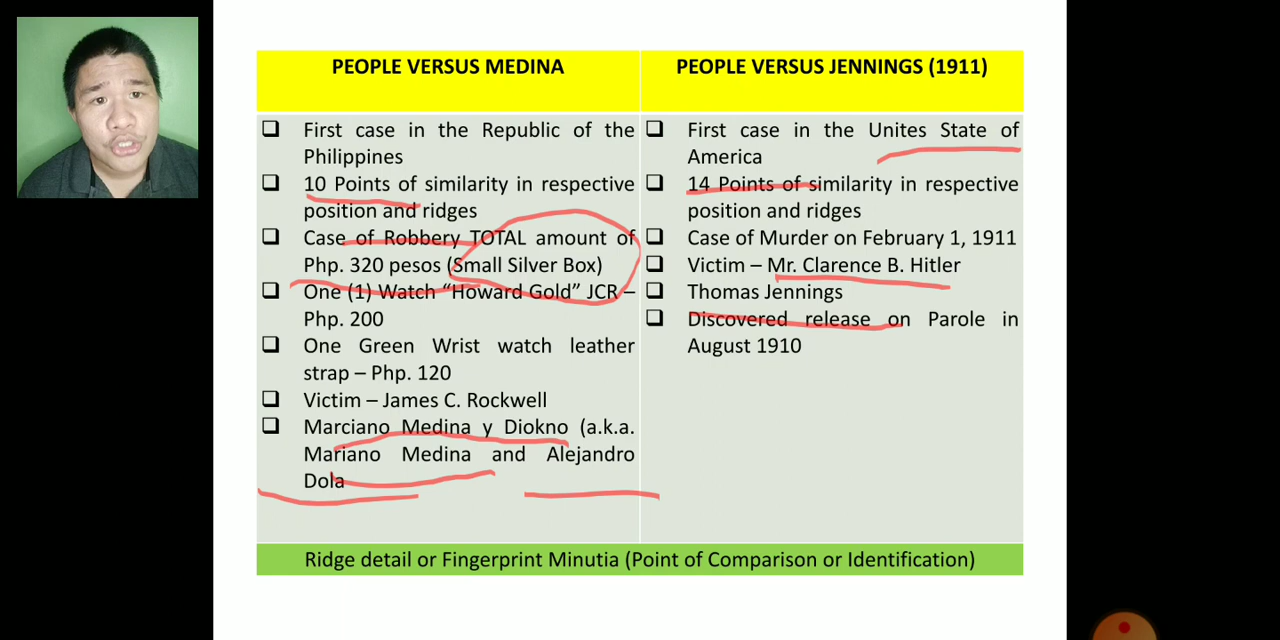 PEOPLE VERSUS MEDINA
First case in the Republic of the
Philippines
10 Points of similarity in respective
position and ridges
Case of Robbery TOTAL amount of
Php. 320 pesos (Small Silver Box)
One (1) Watch “Howard Gold” JCR –
Php. 200
One Green Wrist watch leather
strap – Php. 120
Victim – James C. Rockwell
Marciano Medina y Diokno (a.k.a.
Mariano Medina and Alejandro
Dola
PEOPLE VERSUS JENNINGS (1911)
First case in the Unites State of
America
14 Points of similarity in respective
position and ridges
Case of Murder on February 1, 1911
Victim – Mr. Clarence B. Hitler
Thomas Jennings
Discovered release on Parole in
August 1910
Ridge detail or Fingerprint Minutia (Point of Comparison or Identification)